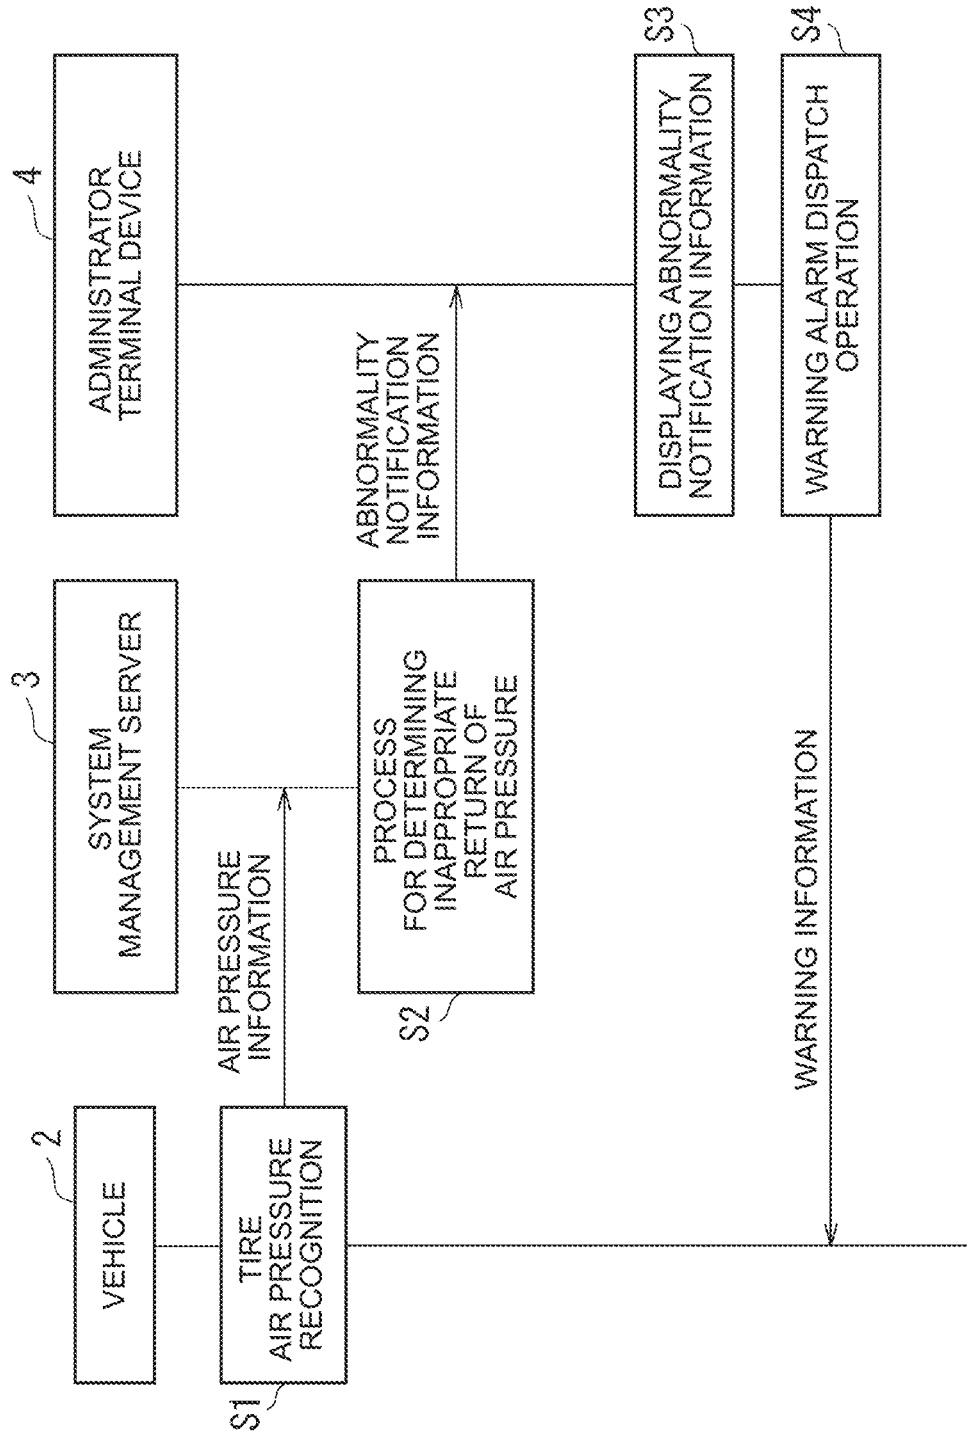 2
VEHICLE
3
SYSTEM
MANAGEMENT SERVER
4
ADMINISTRATOR
TERMINAL DEVICE
S1
TIRE
AIR PRESSURE
RECOGNITION
AIR PRESSURE
INFORMATION
S2
PROCESS
FOR DETERMINING
INAPPROPRIATE
RETURN OF
AIR PRESSURE
ABNORMALITY
NOTIFICATION
INFORMATION
S3
DISPLAYING ABNORMALITY
NOTIFICATION INFORMATION
S4
WARNING ALARM DISPATCH
OPERATION
WARNING INFORMATION